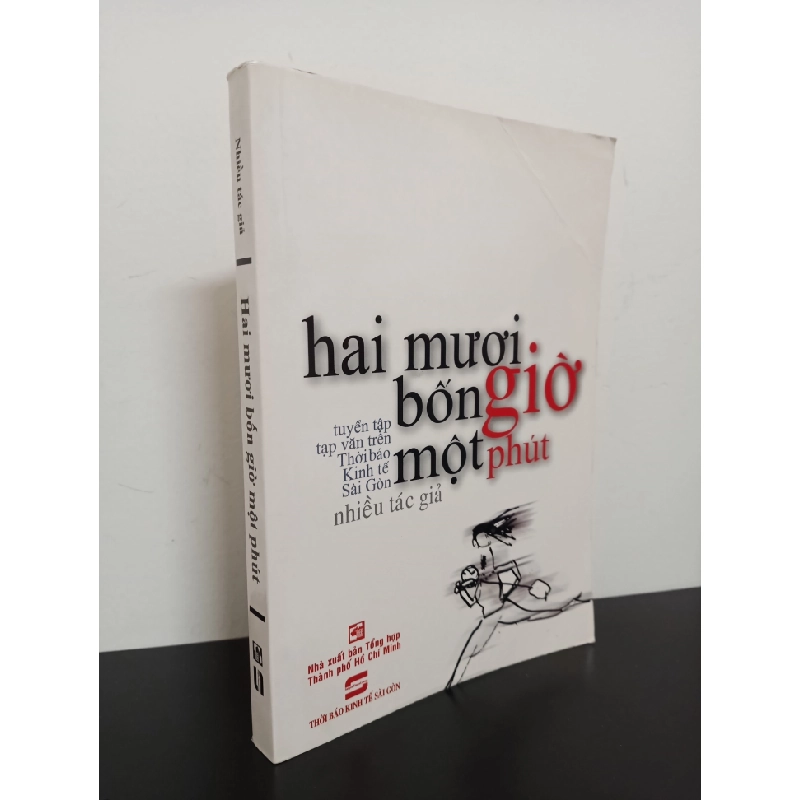 Nhiều tác giả
Hai mươi bốn giờ một phút
hai mươi
bốn giờ
một phút
tuyển tập
tạp văn trên
Thời báo
Kinh tế
Sài Gòn
nhiều tác giả
Nhà xuất bản Tổng hợp
Thành phố Hồ Chí Minh
THỜI BÁO KINH TẾ SÀI GÒN